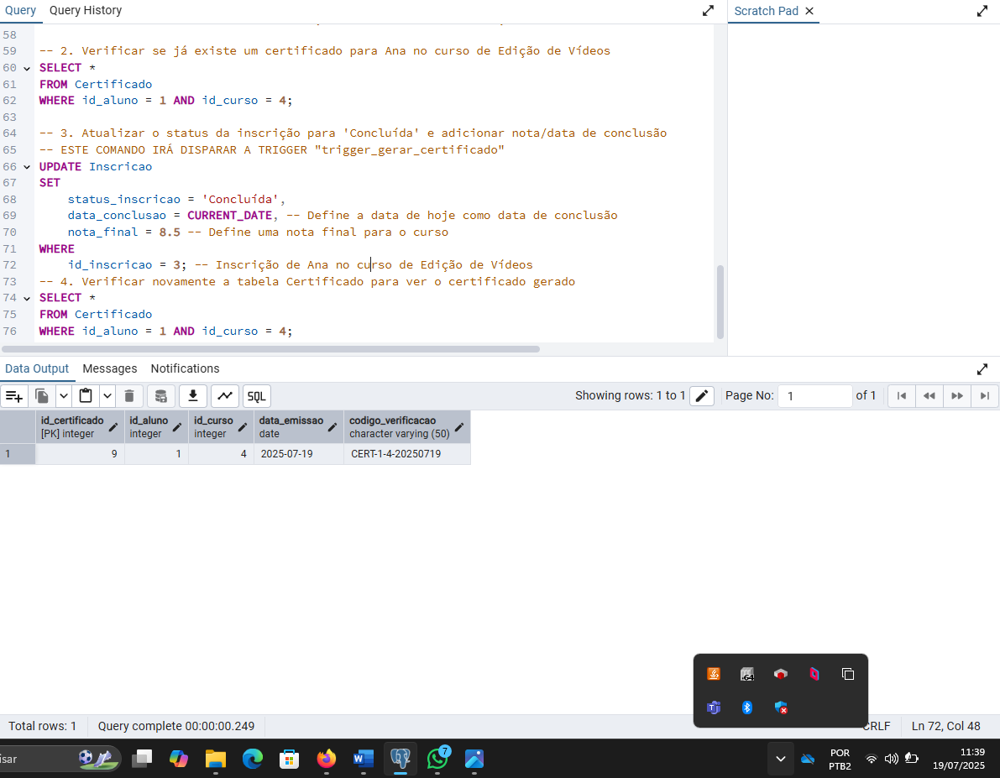 Query Query History
Scratch Pad
58
59 -- 2. Verificar se já existe um certificado para Ana no curso de Edição de Vídeos
60 SELECT *
61 FROM Certificado
62 WHERE id_aluno = 1 AND id_curso = 4;
63
64 -- 3. Atualizar o status da inscrição para 'Concluída' e adicionar nota/data de conclusão
65 -- ESTE COMANDO IRÁ DISPARAR A TRIGGER "trigger_gerar_certificado"
66 UPDATE Inscricao
67 SET
68 status_inscricao = 'Concluída',
69 data_conclusao = CURRENT_DATE, -- Define a data de hoje como data de conclusão
70 nota_final = 8.5 -- Define uma nota final para o curso
71 WHERE
72 id_inscricao = 3; -- Inscrição de Ana no curso de Edição de Vídeos
73 -- 4. Verificar novamente a tabela Certificado para ver o certificado gerado
74 SELECT *
75 FROM Certificado
76 WHERE id_aluno = 1 AND id_curso = 4;
Data Output Messages Notifications
SQL Showing rows: 1 to 1 Page No: 1 of 1
id_certificado id_aluno id_curso data_emissao codigo_verificacao
[PK] integer integer integer date character varying (50)
1 9 1 4 2025-07-19 CERT-1-4-20250719
64
Total rows: 1 Query complete 00:00:00.249 CRLF Ln 72, Col 48
isar 7 POR 11:39
PTB2 19/07/2025